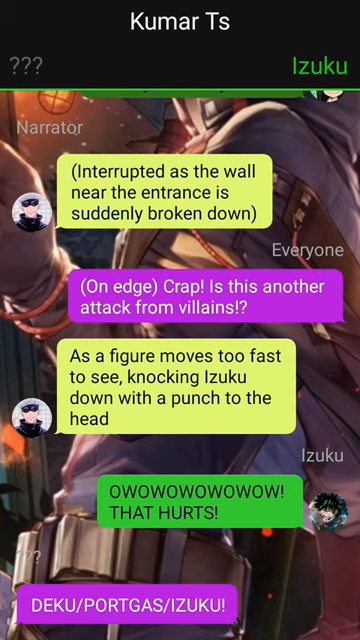 Kumar Ts
??? Izuku
Narrator
(Interrupted as the wall
near the entrance is
suddenly broken down)
Everyone
(On edge) Crap! Is this another
attack from villains!?
As a figure moves too fast
to see, knocking Izuku
down with a punch to the
head
Izuku
OWOWOWOWOWOW!
THAT HURTS!
???
DEKU/PORTGAS/IZUKU!